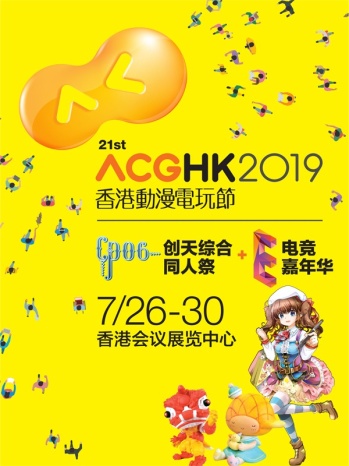 21st
ACGHK2019
香港動漫電玩節
创天综合
同人祭
+
电竞
嘉年华
7/26-30
香港会议展览中心